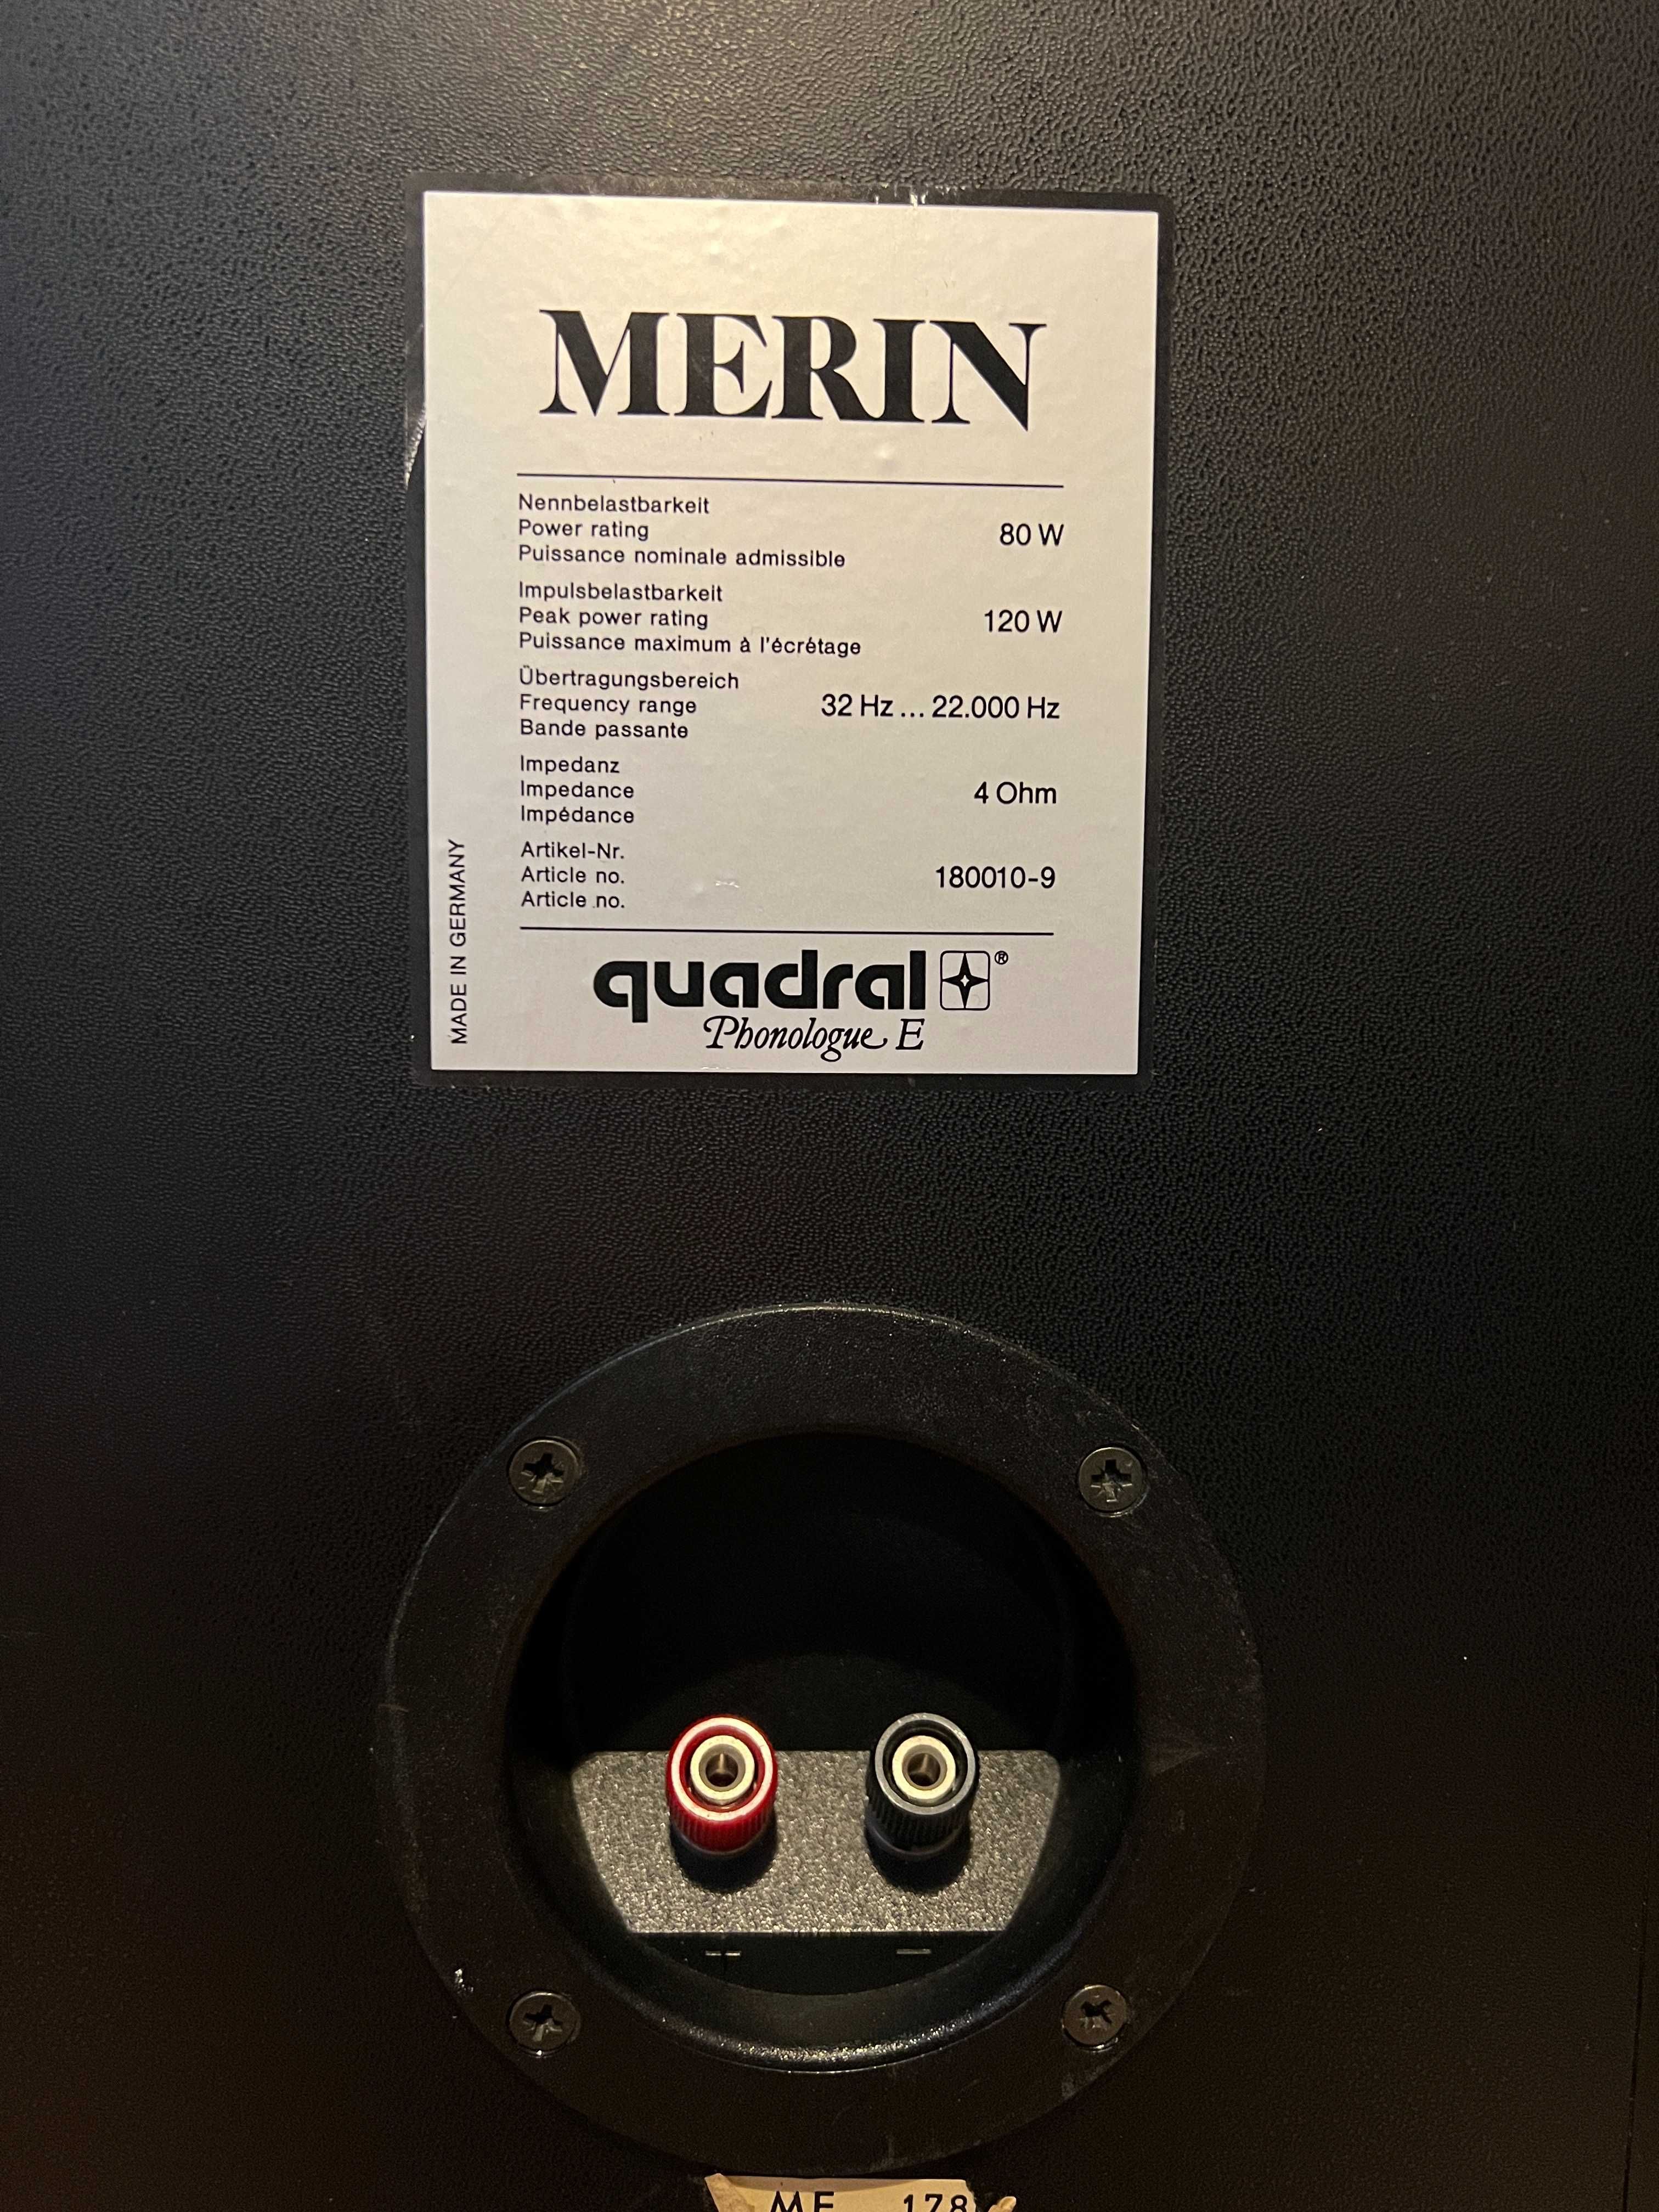 MERIN
Nennbelastbarkeit
Power rating 80 W
Puissance nominale admissible
Impulsbelastbarkeit
Peak power rating 120 W
Puissance maximum à l'écrétage
Übertragungsbereich
Frequency range 32 Hz ... 22.000 Hz
Bande passante
Impedanz
Impedance 4 Ohm
Impédance
Artikel-Nr.
Article no. 180010-9
Article no.
MADE IN GERMANY
quadral ®
Phonologue E
+ −